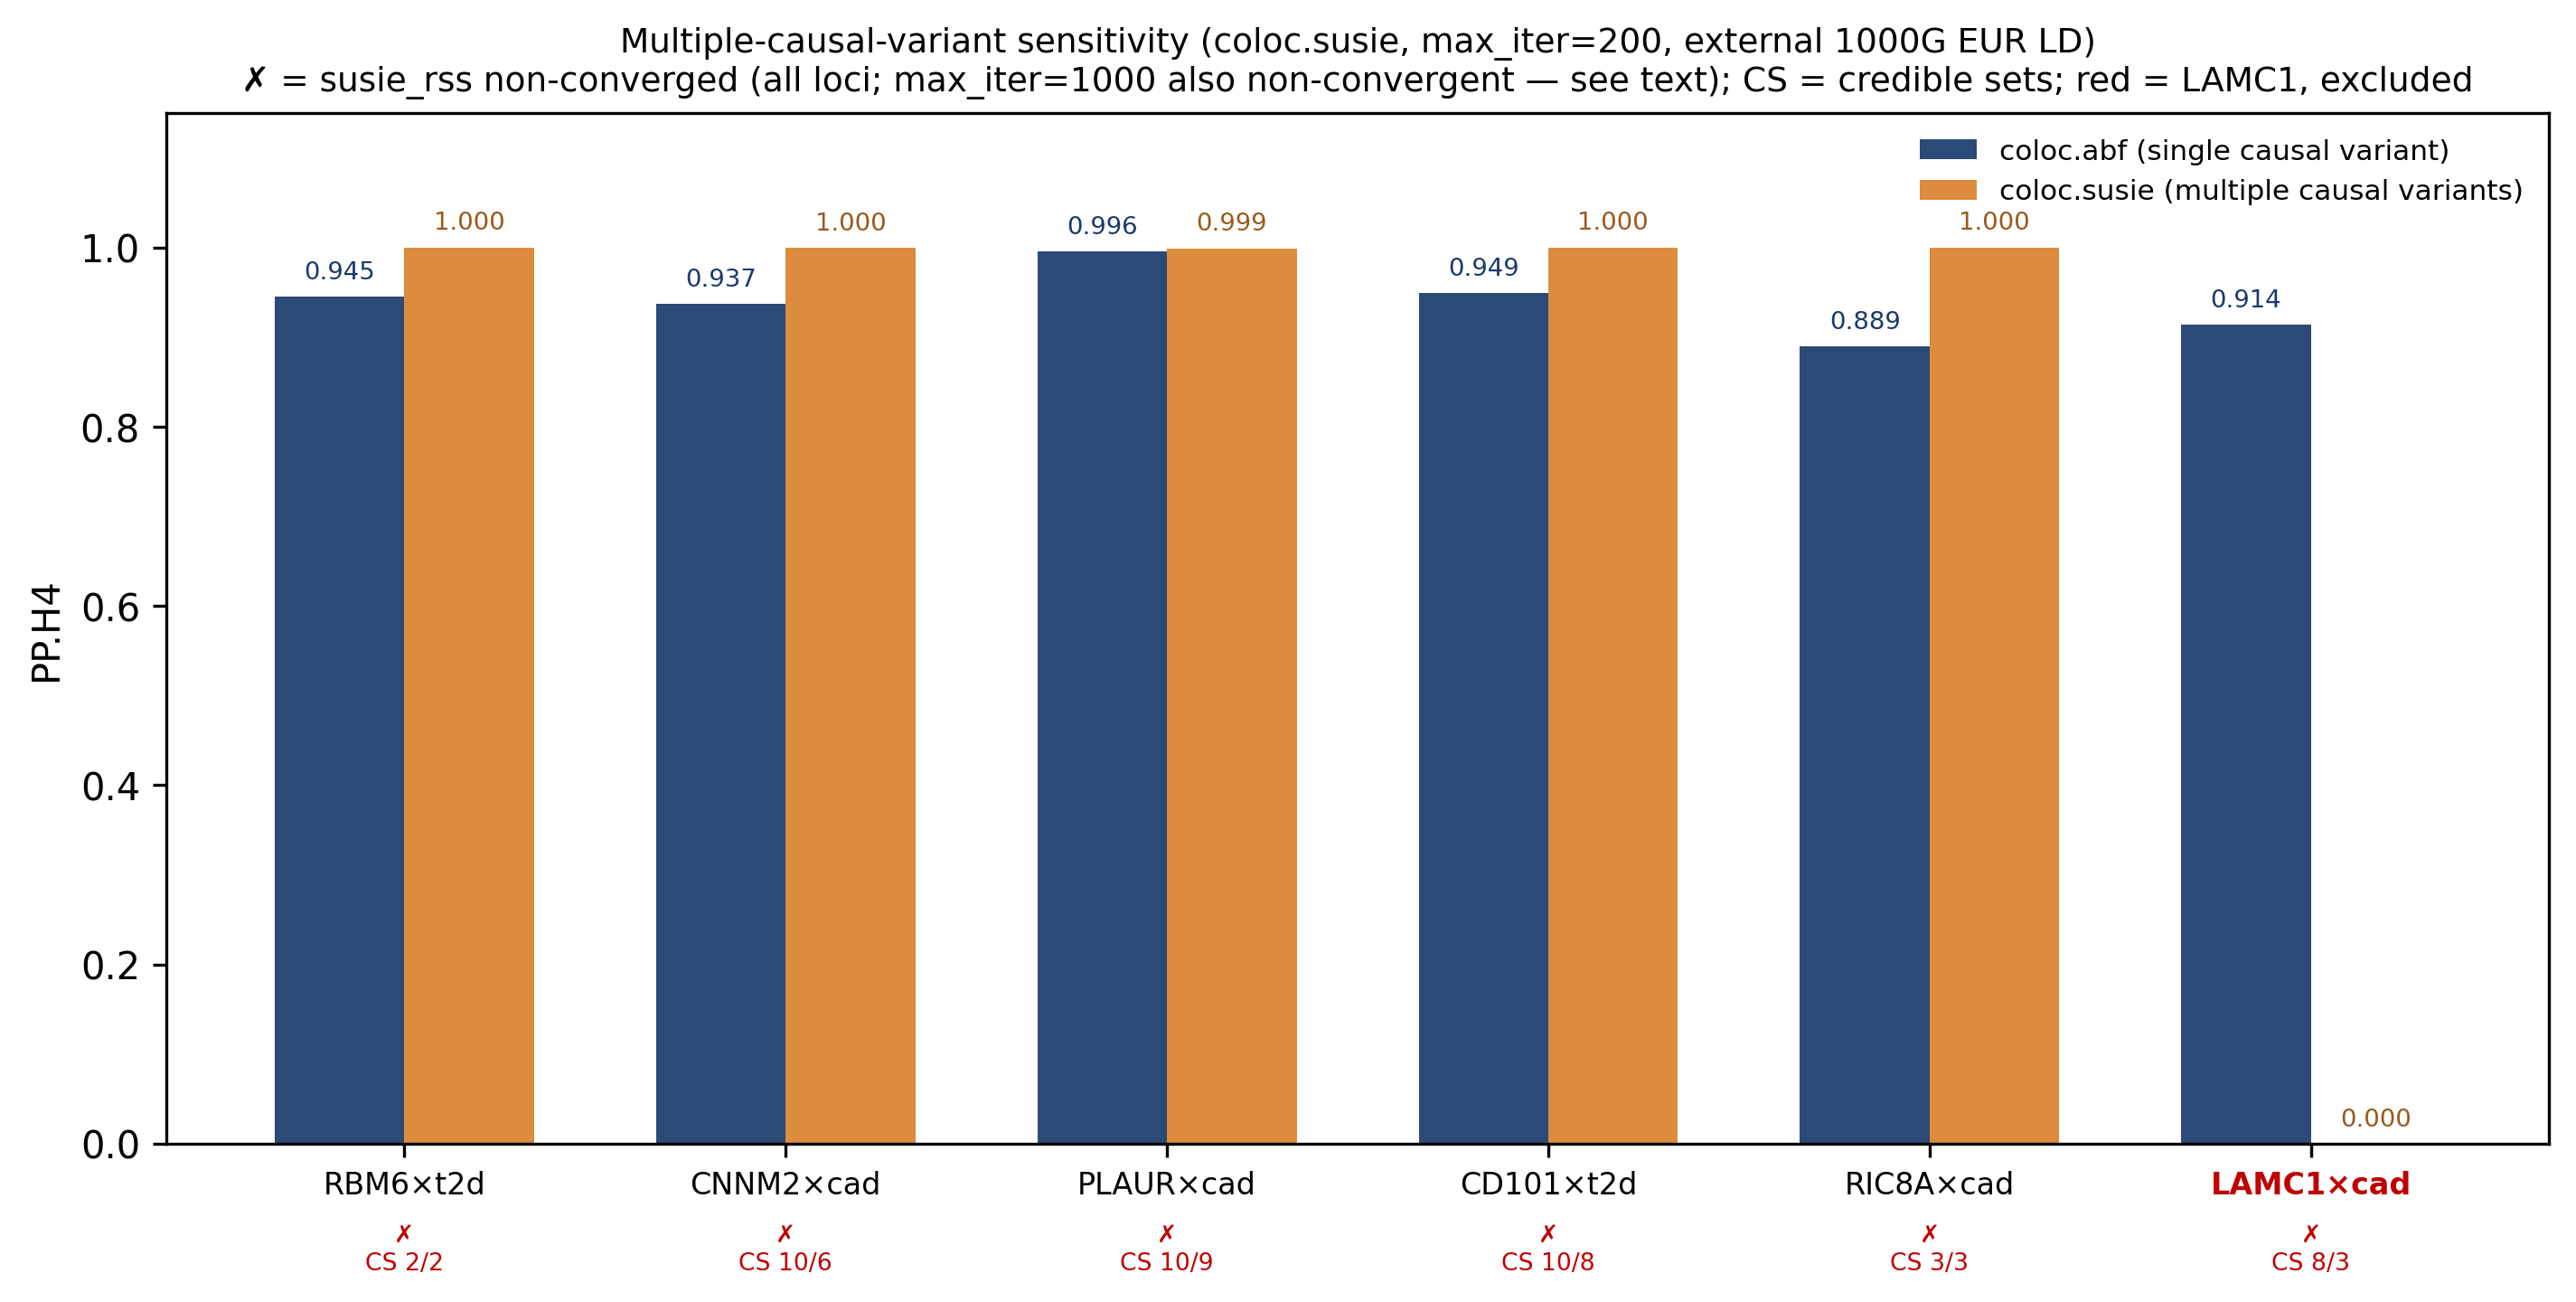 Multiple-causal-variant sensitivity (coloc.susie, max_iter=200, external 1000G EUR LD)
✗ = susie_rss non-converged (all loci; max_iter=1000 also non-convergent — see text); CS = credible sets; red = LAMC1, excluded
coloc.abf (single causal variant)
coloc.susie (multiple causal variants)
PP.H4
1.0
0.8
0.6
0.4
0.2
0.0
0.945 1.000
0.937 1.000
0.996 0.999
0.949 1.000
0.889 1.000
0.914 0.000
RBM6×t2d CNNM2×cad PLAUR×cad CD101×t2d RIC8A×cad LAMC1×cad
✗ ✗ ✗ ✗ ✗ ✗
CS 2/2 CS 10/6 CS 10/9 CS 10/8 CS 3/3 CS 8/3